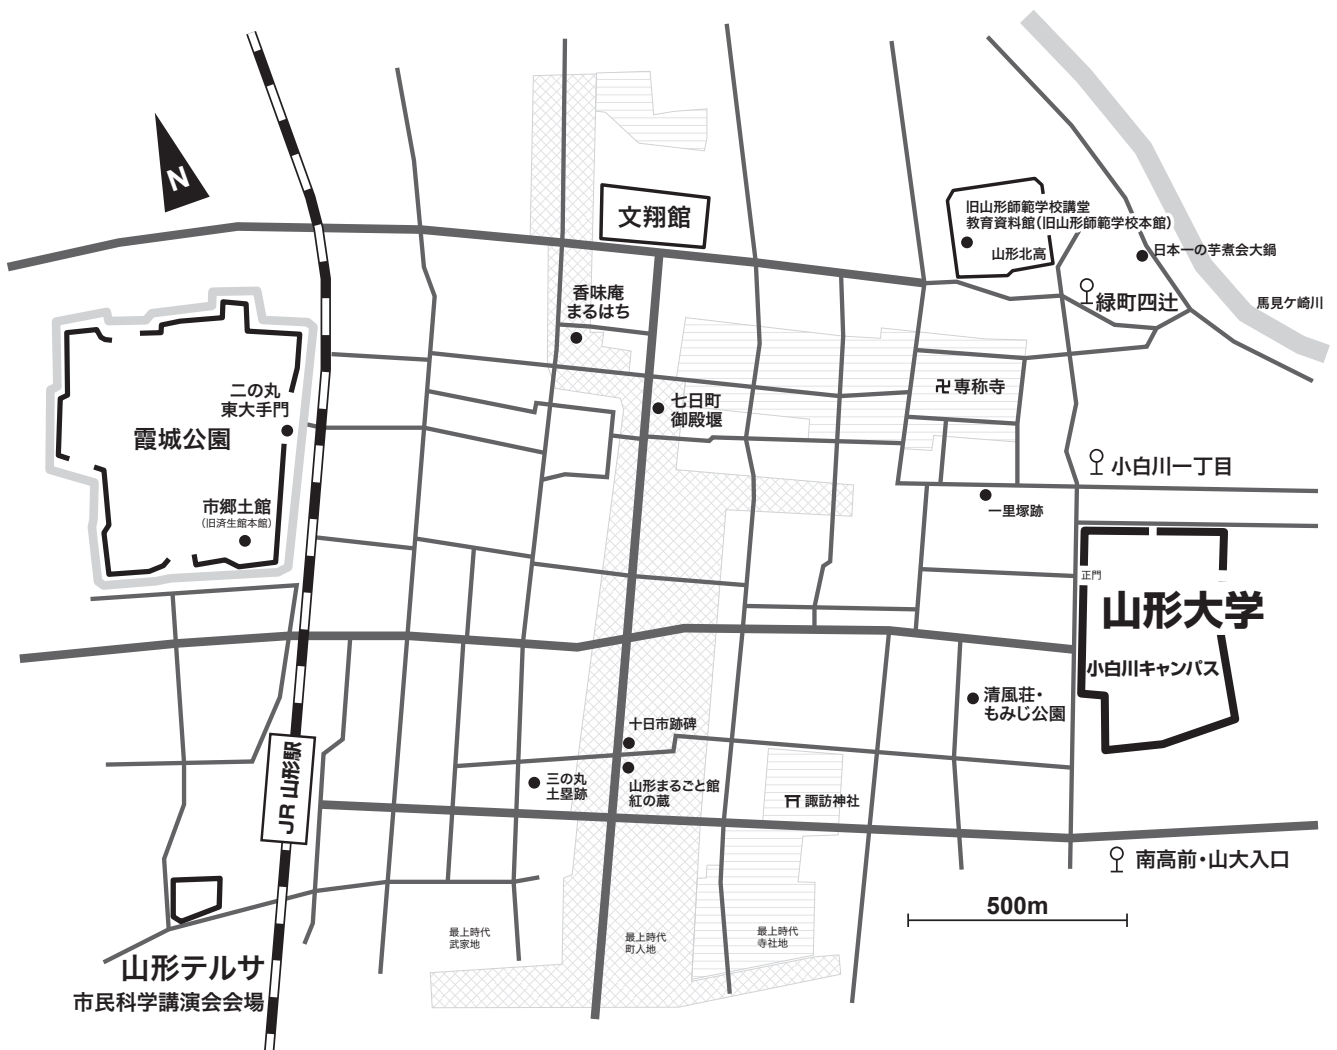 N
文翔館
旧山形師範学校講堂
教育資料館(旧山形師範学校本館)
山形北高
日本一の芋煮会大鍋
緑町四辻
馬見ケ崎川
香味庵
まるはち
二の丸
東大手門
霞城公園
市郷土館
(旧済生館本館)
七日町
御殿堰
卍専称寺
小白川一丁目
一里塚跡
正門
山形大学
小白川キャンパス
清風荘・
もみじ公園
十日市跡碑
三の丸
土塁跡
山形まるごと館
紅の蔵
諏訪神社
JR 山形駅
南高前・山大入口
500m
最上時代
武家地
最上時代
町人地
最上時代
寺社地
山形テルサ
市民科学講演会会場